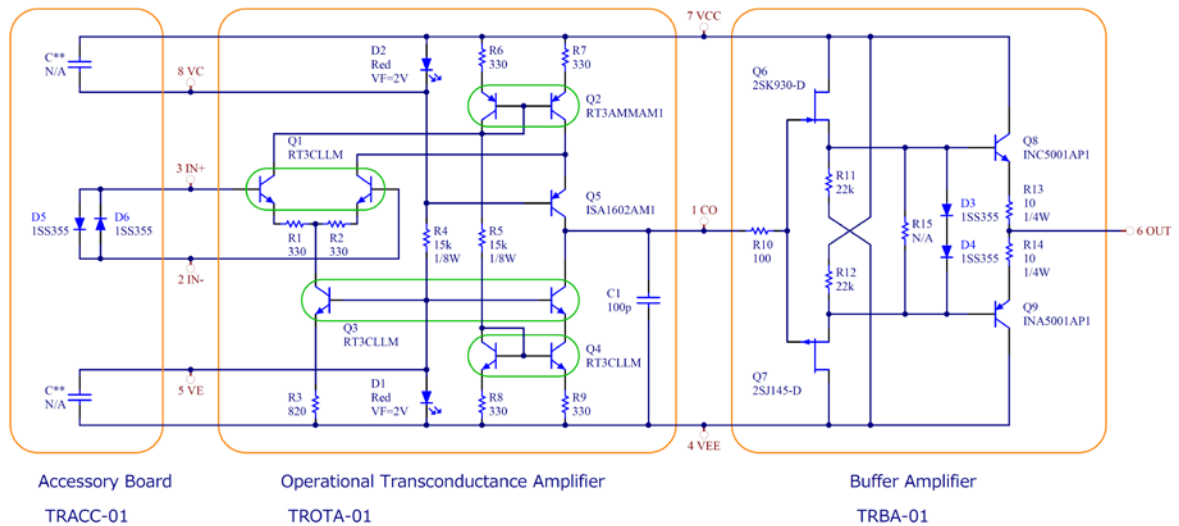 7 VCC
C**
N/A
D2
Red
VF=2V
R6
330
R7
330
8 VC
Q2
RT3AMMAM1
Q6
2SK930-D
Q1
RT3CLLM
Q8
INC5001AP1
3 IN+
D5
1SS355
D6
1SS355
R1
330
R2
330
Q5
ISA1602AM1
R4
15k
1/8W
R5
15k
1/8W
1 CO
R10
100
R11
22k
R15
N/A
D3
1SS355
R13
10
1/4W
6 OUT
D4
1SS355
R14
10
1/4W
2 IN-
R12
22k
C1
100p
Q9
INA5001AP1
Q3
RT3CLLM
Q4
RT3CLLM
Q7
2SJ145-D
5 VE
C**
N/A
R3
820
D1
Red
VF=2V
R8
330
R9
330
4 VEE
Accessory Board
TRACC-01
Operational Transconductance Amplifier
TROTA-01
Buffer Amplifier
TRBA-01